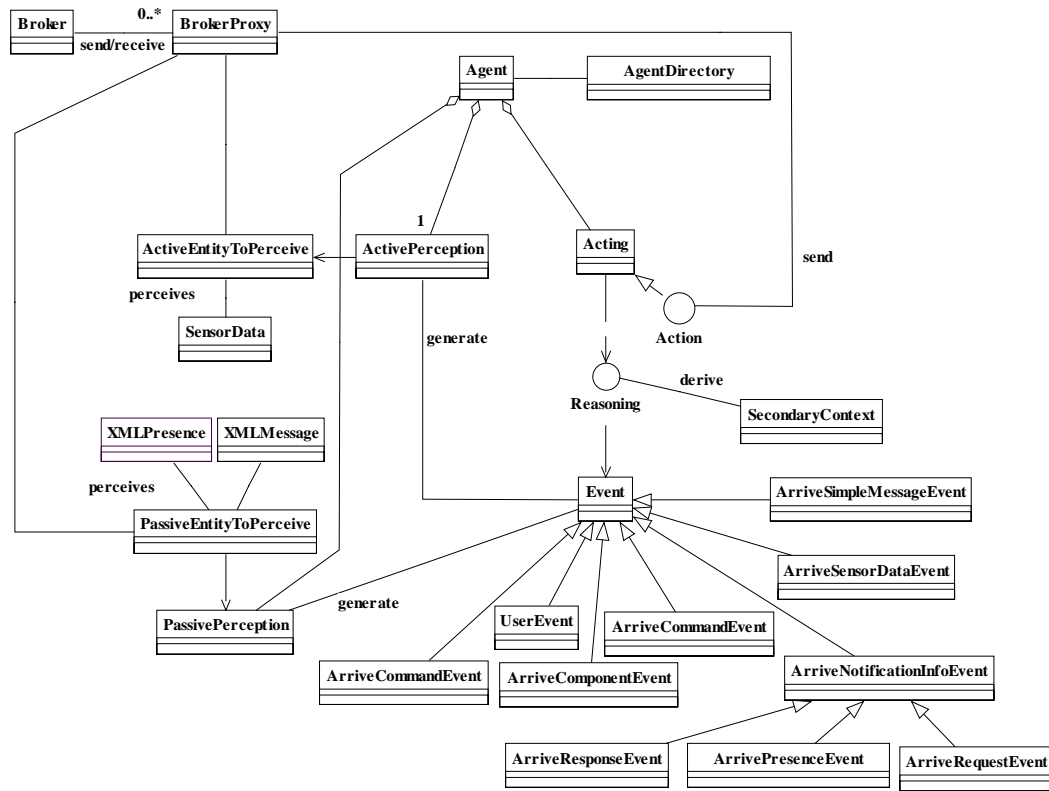 0..*
Broker
BrokerProxy
send/receive
Agent
AgentDirectory
1
ActiveEntityToPerceive
ActivePerception
Acting
send
perceives
SensorData
generate
Action
Reasoning
derive
SecondaryContext
XMLPresence
XMLMessage
perceives
Event
ArriveSimpleMessageEvent
PassiveEntityToPerceive
ArriveSensorDataEvent
generate
PassivePerception
UserEvent
ArriveCommandEvent
ArriveCommandEvent
ArriveComponentEvent
ArriveNotificationInfoEvent
ArriveResponseEvent
ArrivePresenceEvent
ArriveRequestEvent